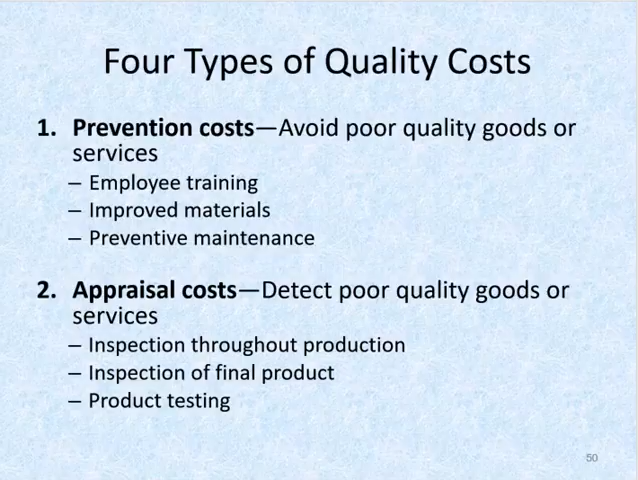 Four Types of Quality Costs
1. Prevention costs—Avoid poor quality goods or
services
– Employee training
– Improved materials
– Preventive maintenance
2. Appraisal costs—Detect poor quality goods or
services
– Inspection throughout production
– Inspection of final product
– Product testing
50